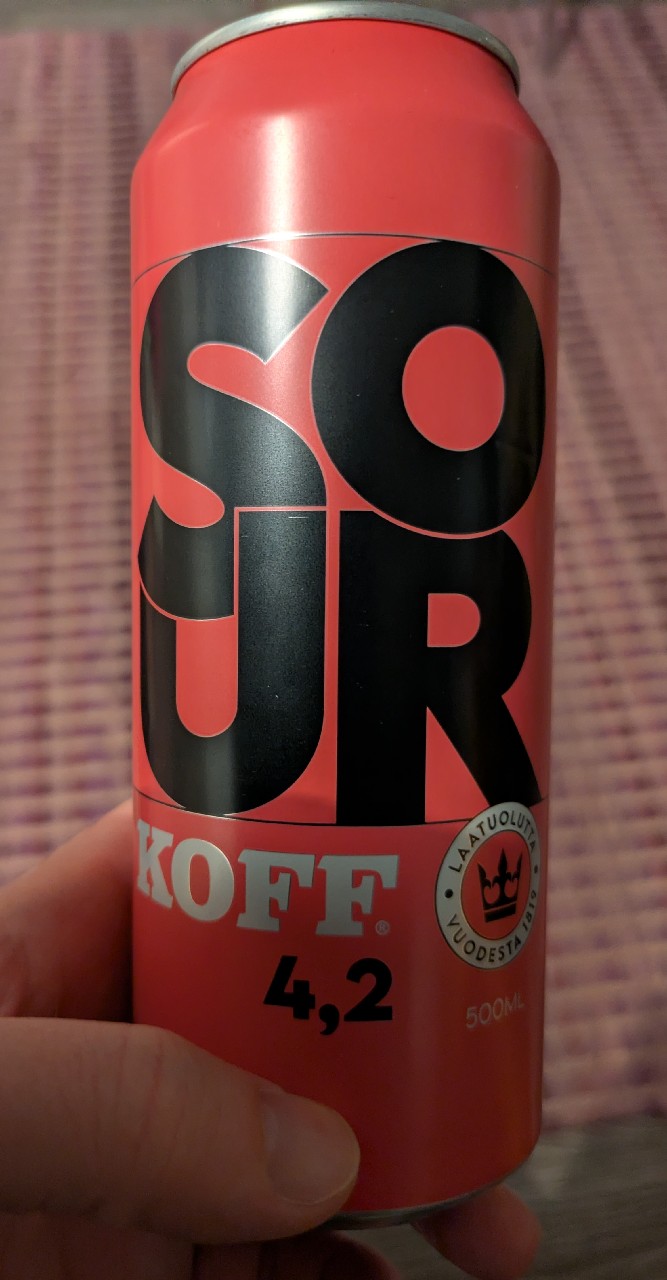 SO
UR
KOFF®
4,2
LAATUOLUTTA
• VUODESTA 1819 •
500ML